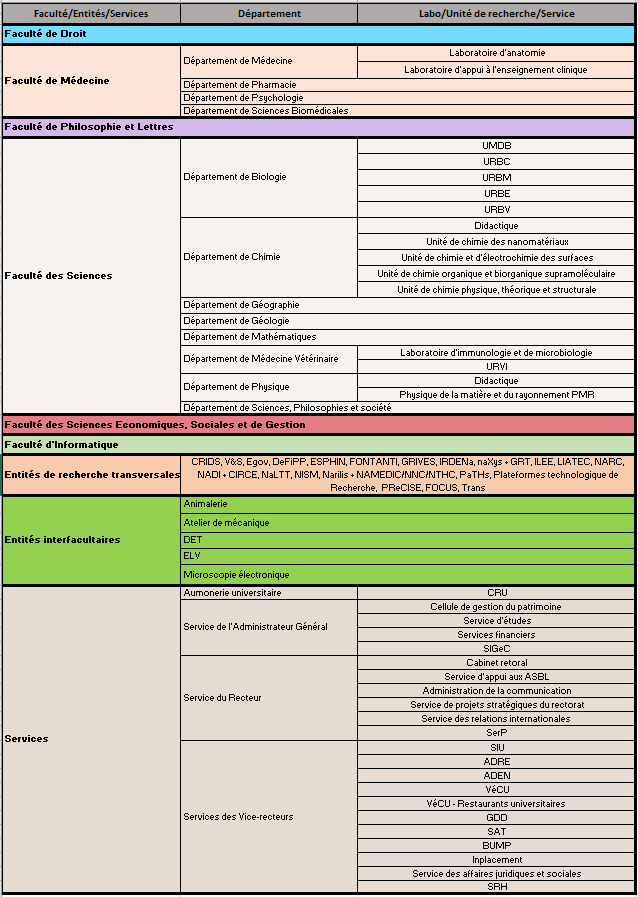 Faculté/Entités/Services Département Labo/Unité de recherche/Service
Faculté de Droit
Faculté de Médecine
Département de Médecine
Laboratoire d'anatomie
Laboratoire d'appui à l'enseignement clinique
Département de Pharmacie
Département de Psychologie
Département de Sciences Biomédicales
Faculté de Philosophie et Lettres
Faculté des Sciences
Département de Biologie
UMDB
URBC
URBM
URBE
URBV
Département de Chimie
Didactique
Unité de chimie des nanomatériaux
Unité de chimie et d'électrochimie des surfaces
Unité de chimie organique et biorganique supramoléculaire
Unité de chimie physique, théorique et structurale
Département de Géographie
Département de Géologie
Département de Mathématiques
Département de Médecine Vétérinaire
Laboratoire d'immunologie et de microbiologie
URVI
Département de Physique
Didactique
Physique de la matière et du rayonnement PMR
Département de Sciences, Philosophies et société
Faculté des Sciences Economiques, Sociales et de Gestion
Faculté d'Informatique
Entités de recherche transversales
CRIDS, V&S, Egov, DeFiPP, ESPHIN, FONTANTI, GRIVES, IRDENa, naXys + GRT, ILEE, LIATEC, NARC,
NADI + CIRCE, NaLTT, NISM, Narilis + NAMEDIC/NNC/NTHC, PaTHs, Plateformes technologique de
Recherche, PReCISE, FOCUS, Trans
Entités interfacultaires
Animalerie
Atelier de mécanique
DET
ELV
Microscopie électronique
Services
Aumonerie universitaire
CRU
Service de l'Administrateur Général
Cellule de gestion du patrimoine
Service d'études
Services financiers
SIGeC
Service du Recteur
Cabinet retoral
Service d'appui aux ASBL
Administration de la communication
Service de projets stratégiques du rectorat
Service des relations internationales
SerP
Services des Vice-recteurs
SIU
ADRE
ADEN
VéCU
VéCU - Restaurants universitaires
GDD
SAT
BUMP
Inplacement
Service des affaires juridiques et sociales
SRH